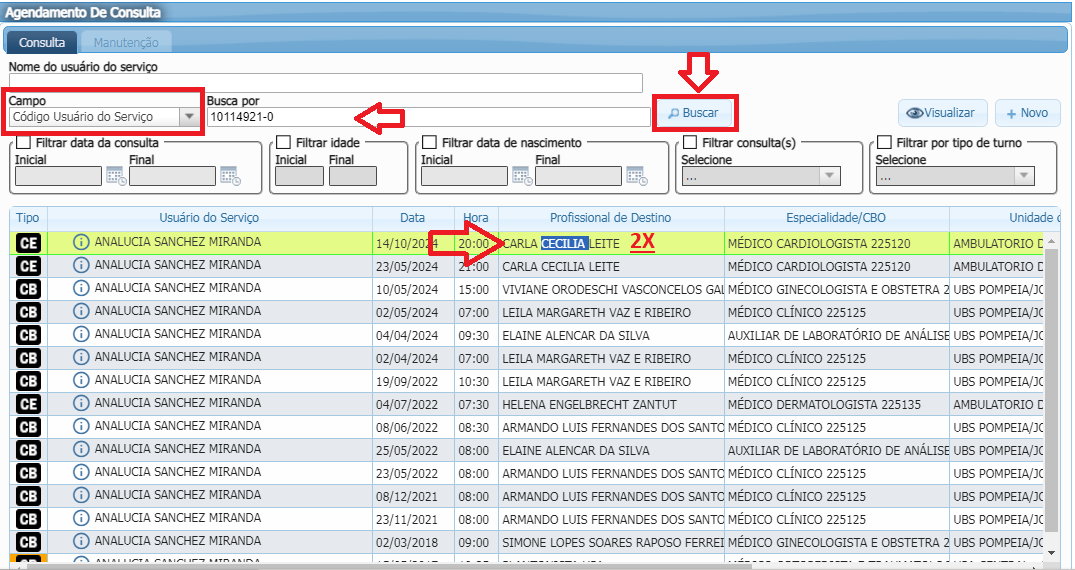 Agendamento De Consulta
Consulta Manutenção
Nome do usuário do serviço
Campo Busca por
Código Usuário do Serviço 10114921-0 Buscar Visualizar + Novo
Filtrar data da consulta Filtrar idade Filtrar data de nascimento Filtrar consulta(s) Filtrar por tipo de turno
Inicial Final Inicial Final Inicial Final Selecione Selecione
... ...
Tipo Usuário do Serviço Data Hora Profissional de Destino Especialidade/CBO Unidade
CE ANALUCIA SANCHEZ MIRANDA 14/10/2024 20:00 CARLA CECILIA LEITE 2X MÉDICO CARDIOLOGISTA 225120 AMBULATORIO D
CE ANALUCIA SANCHEZ MIRANDA 23/05/2024 21:00 CARLA CECILIA LEITE MÉDICO CARDIOLOGISTA 225120 AMBULATORIO D
CB ANALUCIA SANCHEZ MIRANDA 10/05/2024 15:00 VIVIANE ORODESCHI VASCONCELOS GAL MÉDICO GINECOLOGISTA E OBSTETRA 2 UBS POMPEIA/JC
CB ANALUCIA SANCHEZ MIRANDA 02/05/2024 07:00 LEILA MARGARETH VAZ E RIBEIRO MÉDICO CLÍNICO 225125 UBS POMPEIA/JC
CB ANALUCIA SANCHEZ MIRANDA 04/04/2024 09:30 ELAINE ALENCAR DA SILVA AUXILIAR DE LABORATÓRIO DE ANÁLISE UBS POMPEIA/JC
CB ANALUCIA SANCHEZ MIRANDA 02/04/2024 07:00 LEILA MARGARETH VAZ E RIBEIRO MÉDICO CLÍNICO 225125 UBS POMPEIA/JC
CB ANALUCIA SANCHEZ MIRANDA 19/09/2022 10:30 LEILA MARGARETH VAZ E RIBEIRO MÉDICO CLÍNICO 225125 UBS POMPEIA/JC
CE ANALUCIA SANCHEZ MIRANDA 04/07/2022 07:30 HELENA ENGELBRECHT ZANTUT MÉDICO DERMATOLOGISTA 225135 AMBULATORIO D
CB ANALUCIA SANCHEZ MIRANDA 08/06/2022 08:30 ARMANDO LUIS FERNANDES DOS SANTO MÉDICO CLÍNICO 225125 UBS POMPEIA/JC
CB ANALUCIA SANCHEZ MIRANDA 25/05/2022 08:00 ELAINE ALENCAR DA SILVA AUXILIAR DE LABORATÓRIO DE ANÁLISE UBS POMPEIA/JC
CB ANALUCIA SANCHEZ MIRANDA 23/05/2022 08:00 ARMANDO LUIS FERNANDES DOS SANTO MÉDICO CLÍNICO 225125 UBS POMPEIA/JC
CB ANALUCIA SANCHEZ MIRANDA 08/12/2021 08:00 ARMANDO LUIS FERNANDES DOS SANTO MÉDICO CLÍNICO 225125 UBS POMPEIA/JC
CB ANALUCIA SANCHEZ MIRANDA 23/11/2021 08:00 ARMANDO LUIS FERNANDES DOS SANTO MÉDICO CLÍNICO 225125 UBS POMPEIA/JC
CB ANALUCIA SANCHEZ MIRANDA 02/03/2018 09:00 SIMONE LOPES SOARES RAPOSO FERREI MÉDICO GINECOLOGISTA E OBSTETRA 2 UBS POMPEIA/JC